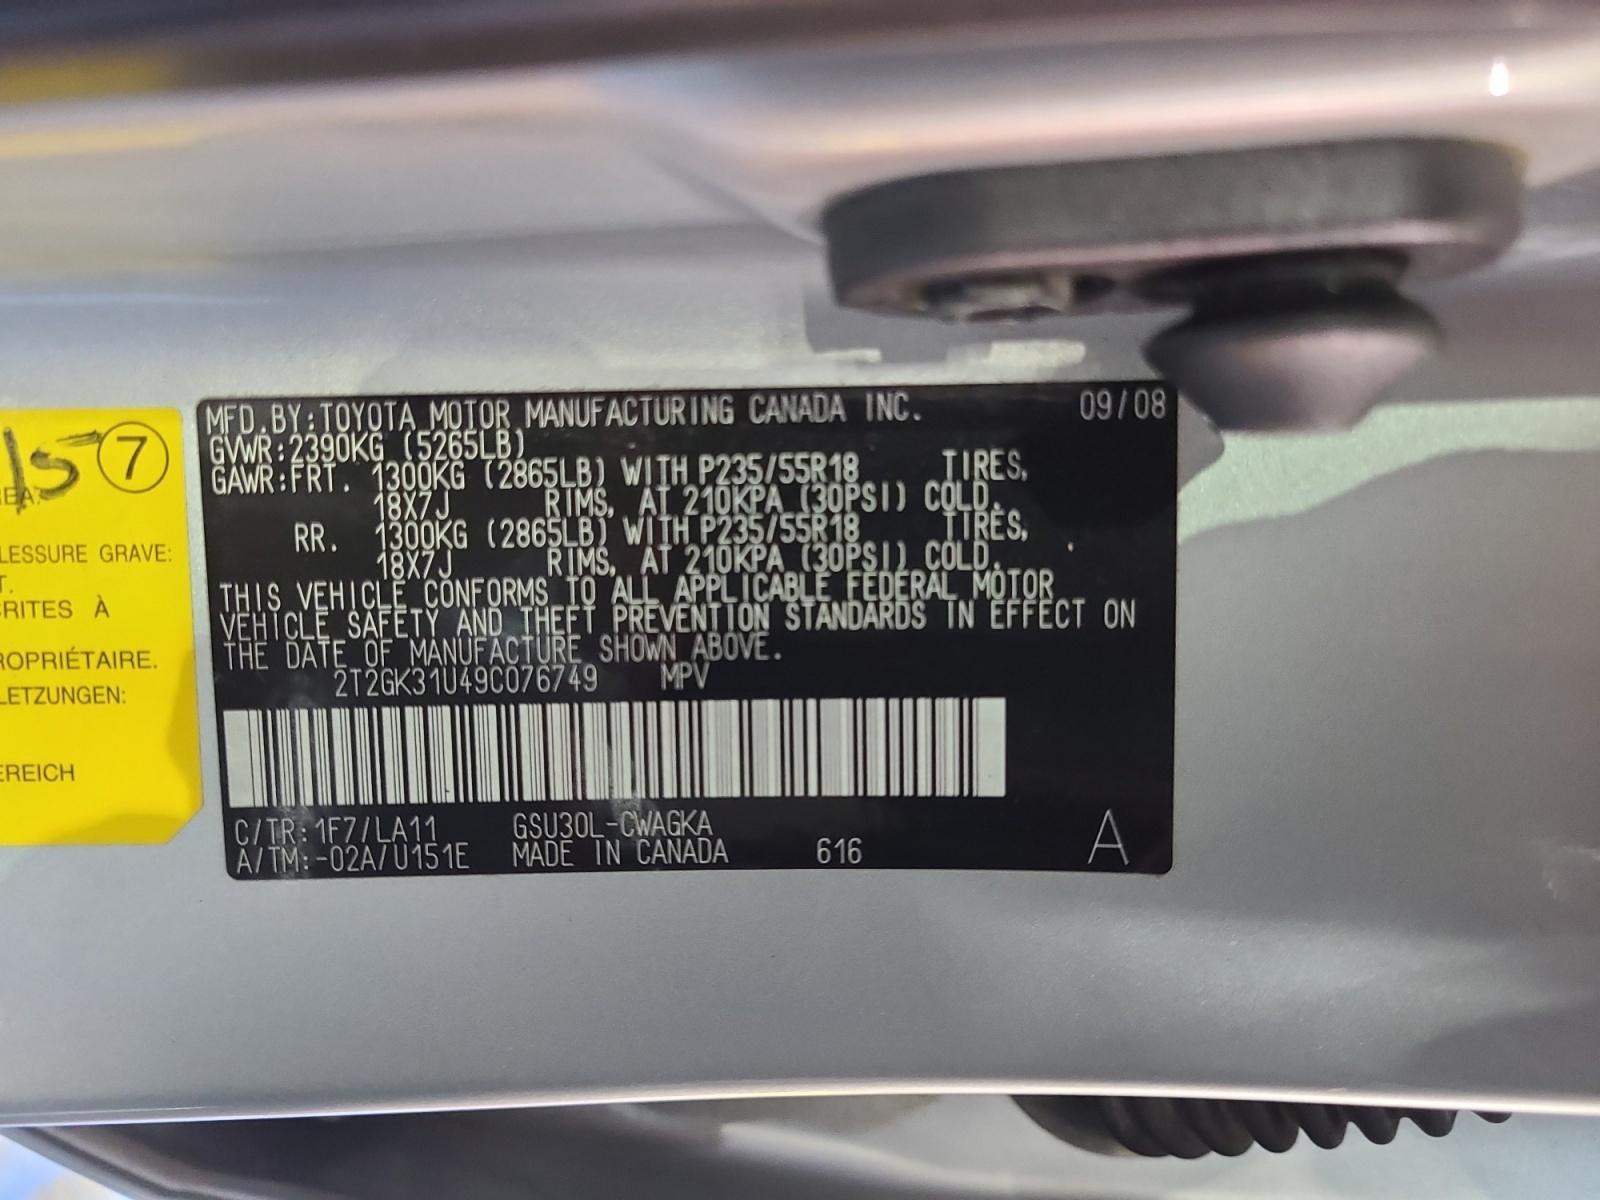 MFD.BY:TOYOTA MOTOR MANUFACTURING CANADA INC. 09/08
GVWR:2390KG (5265LB)
GAWR:FRT. 1300KG (2865LB) WITH P235/55R18 TIRES,
18X7J RIMS, AT 210KPA (30PSI) COLD.
RR. 1300KG (2865LB) WITH P235/55R18 TIRES,
18X7J RIMS, AT 210KPA (30PSI) COLD.
THIS VEHICLE CONFORMS TO ALL APPLICABLE FEDERAL MOTOR
VEHICLE SAFETY AND THEFT PREVENTION STANDARDS IN EFFECT ON
THE DATE OF MANUFACTURE SHOWN ABOVE.
2T2GK31U49C076749 MPV
C/TR:1F7/LA11 GSU30L-CWAGKA
A/TM:-02A/U151E MADE IN CANADA 616 A
15 7
LESSURE GRAVE:
CRITES À
ROPRIÉTAIRE.
LETZUNGEN:
EREICH